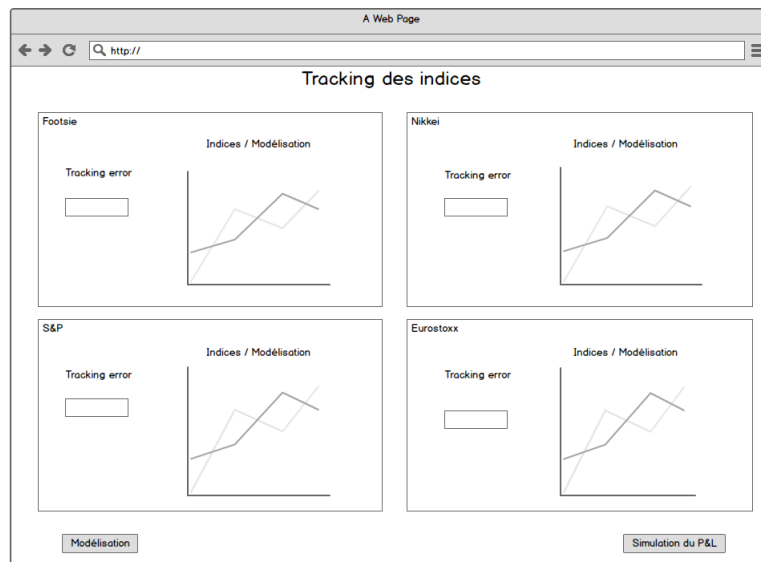 A Web Page
http://
Tracking des indices
Footsie
Indices / Modélisation
Tracking error
Nikkei
Indices / Modélisation
Tracking error
S&P
Indices / Modélisation
Tracking error
Eurostoxx
Indices / Modélisation
Tracking error
Modélisation
Simulation du P&L